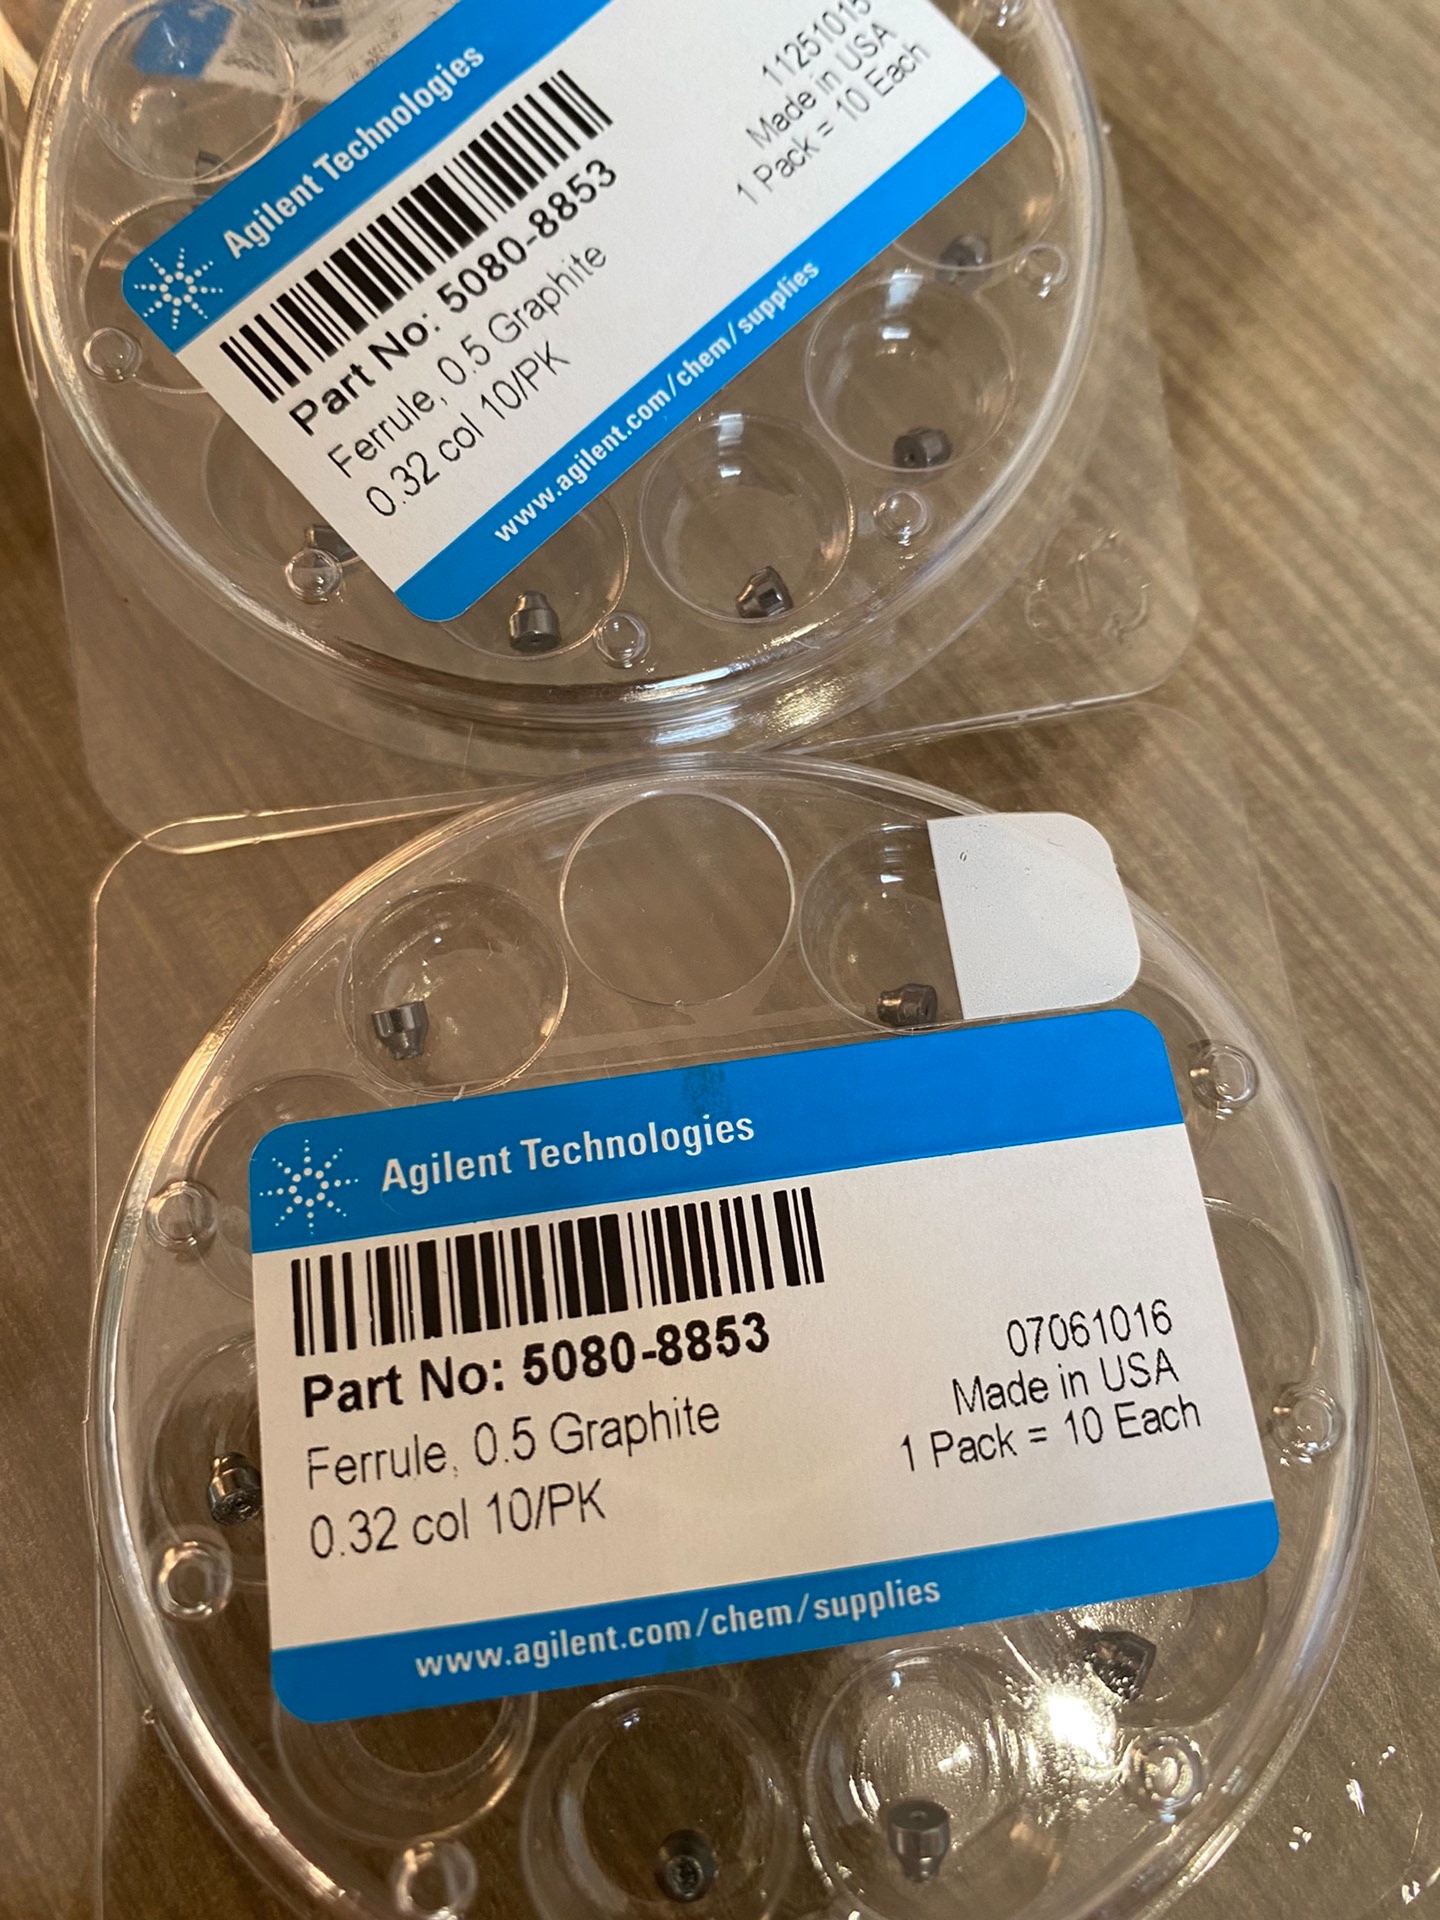 Agilent Technologies
Part No: 5080-8853
Ferrule, 0.5 Graphite
0.32 col 10/PK
11251015
Made in USA
1 Pack = 10 Each
www.agilent.com/chem/supplies
Agilent Technologies
Part No: 5080-8853
Ferrule, 0.5 Graphite
0.32 col 10/PK
07061016
Made in USA
1 Pack = 10 Each
www.agilent.com/chem/supplies